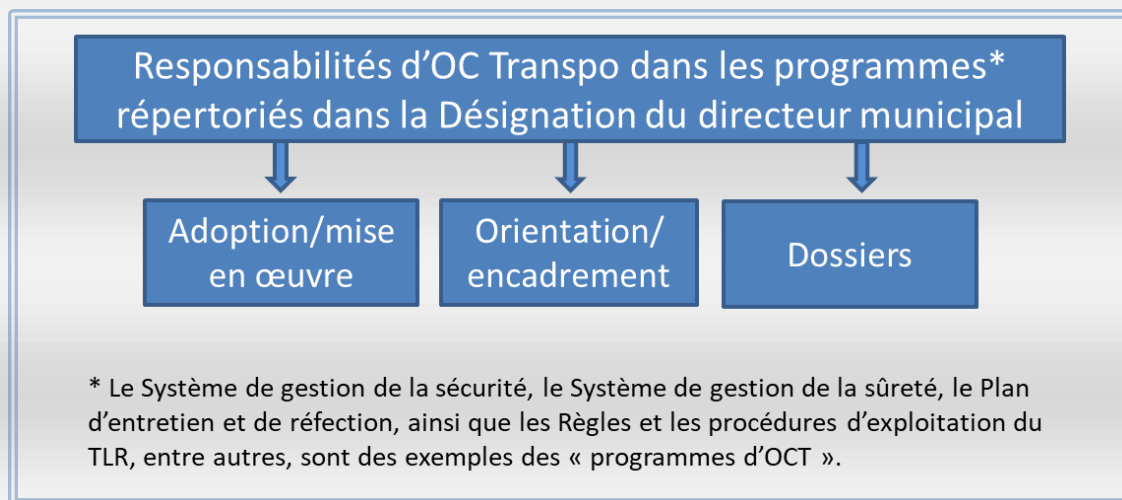 Responsabilités d’OC Transpo dans les programmes*
répertoriés dans la Désignation du directeur municipal
Adoption/mise
en œuvre
Orientation/
encadrement
Dossiers
* Le Système de gestion de la sécurité, le Système de gestion de la sûreté, le Plan
d’entretien et de réfection, ainsi que les Règles et les procédures d’exploitation du
TLR, entre autres, sont des exemples des « programmes d’OCT ».